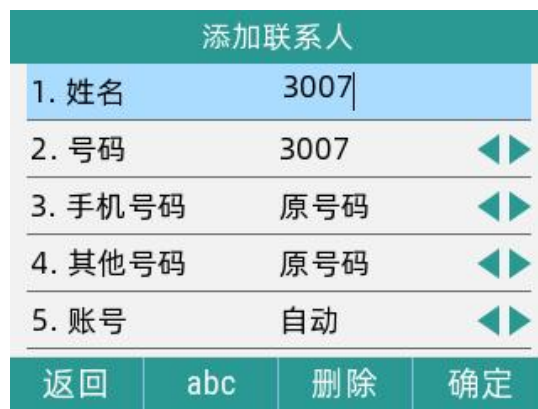 添加联系人
1. 姓名 3007
2. 号码 3007
3. 手机号码 原号码
4. 其他号码 原号码
5. 账号 自动
返回 abc 删除 确定